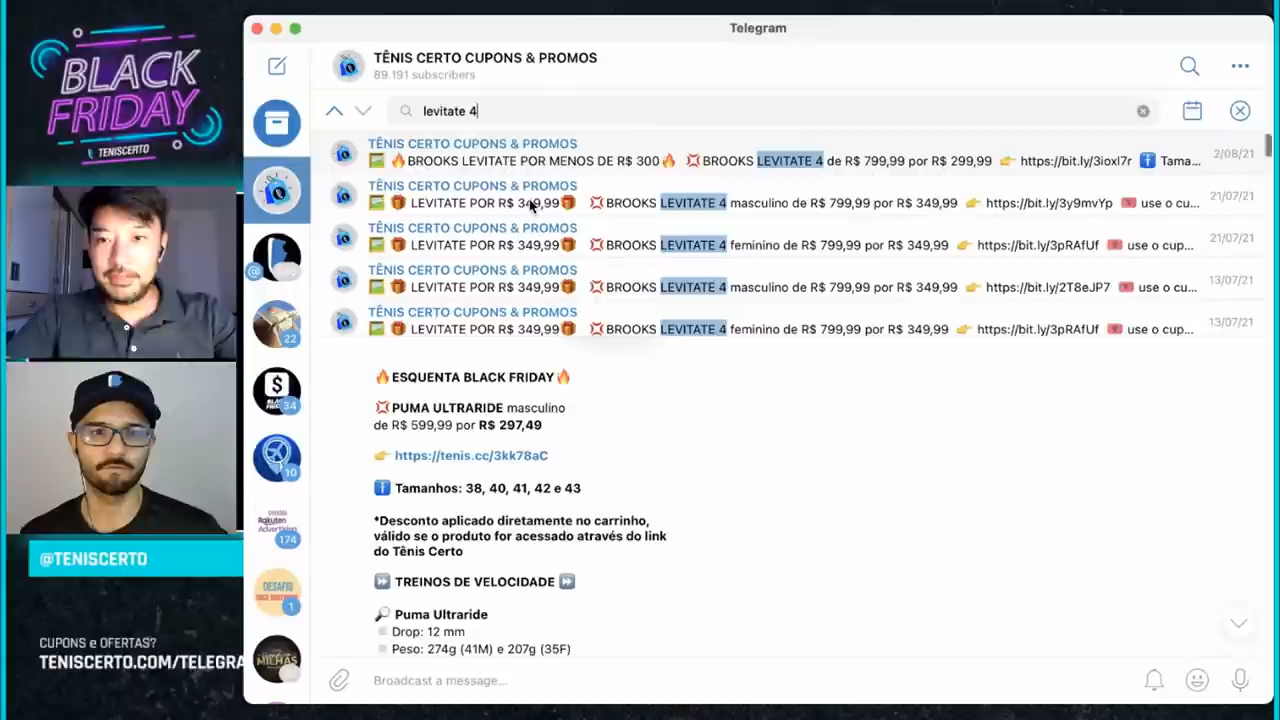 BLACK
FRIDAY
TENISCERTO
@TENISCERTO
CUPONS e OFERTAS?
TENISCERTO.COM/TELEGRA
Telegram
TÊNIS CERTO CUPONS & PROMOS
89.191 subscribers
levitate 4
TÊNIS CERTO CUPONS & PROMOS
🖼️ 🔥BROOKS LEVITATE POR MENOS DE R$ 300🔥 💢BROOKS LEVITATE 4 de R$ 799,99 por R$ 299,99 👉 https://bit.ly/3ioxl7r Tama... 2/08/21
TÊNIS CERTO CUPONS & PROMOS
🖼️ 🎁 LEVITATE POR R$ 349,99🎁 💢BROOKS LEVITATE 4 masculino de R$ 799,99 por R$ 349,99 👉 https://bit.ly/3y9mvYp 🎟️ use o cup... 21/07/21
TÊNIS CERTO CUPONS & PROMOS
🖼️ 🎁 LEVITATE POR R$ 349,99🎁 💢BROOKS LEVITATE 4 feminino de R$ 799,99 por R$ 349,99 👉 https://bit.ly/3pRAfUf 🎟️ use o cup... 21/07/21
TÊNIS CERTO CUPONS & PROMOS
🖼️ 🎁 LEVITATE POR R$ 349,99🎁 💢BROOKS LEVITATE 4 masculino de R$ 799,99 por R$ 349,99 👉 https://bit.ly/2T8eJP7 🎟️ use o cu... 13/07/21
TÊNIS CERTO CUPONS & PROMOS
🖼️ 🎁 LEVITATE POR R$ 349,99🎁 💢BROOKS LEVITATE 4 feminino de R$ 799,99 por R$ 349,99 👉 https://bit.ly/3pRAfUf 🎟️ use o cup... 13/07/21
🔥ESQUENTA BLACK FRIDAY🔥
💢PUMA ULTRARIDE masculino
de R$ 599,99 por R$ 297,49
👉 https://tenis.cc/3kk78aC
Tamanhos: 38, 40, 41, 42 e 43
*Desconto aplicado diretamente no carrinho,
válido se o produto for acessado através do link
do Tênis Certo
⏩ TREINOS DE VELOCIDADE ⏩
🔎 Puma Ultraride
Drop: 12 mm
Peso: 274g (41M) e 207g (35F)
Broadcast a message...
@
22
34
10
Rakuten
Advertising
174
DESAFIO
1
MILHAS